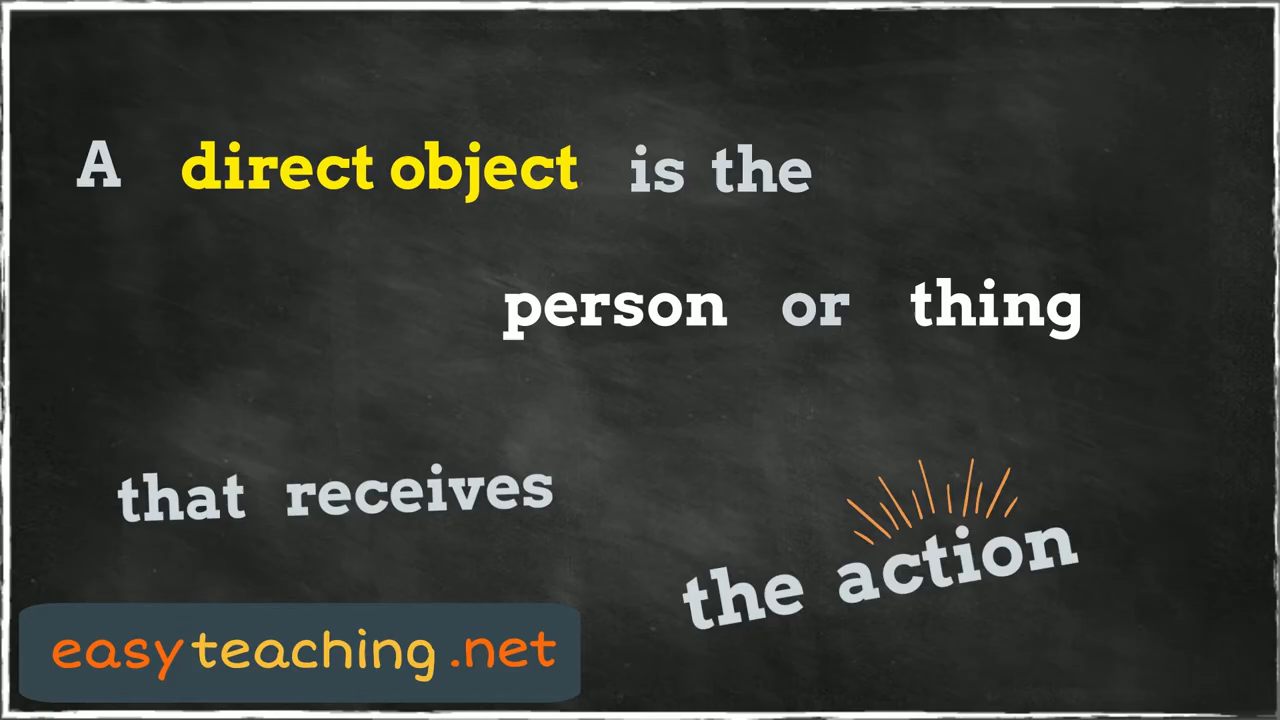 A direct object is the
person or thing
that receives
the action
easyteaching.net